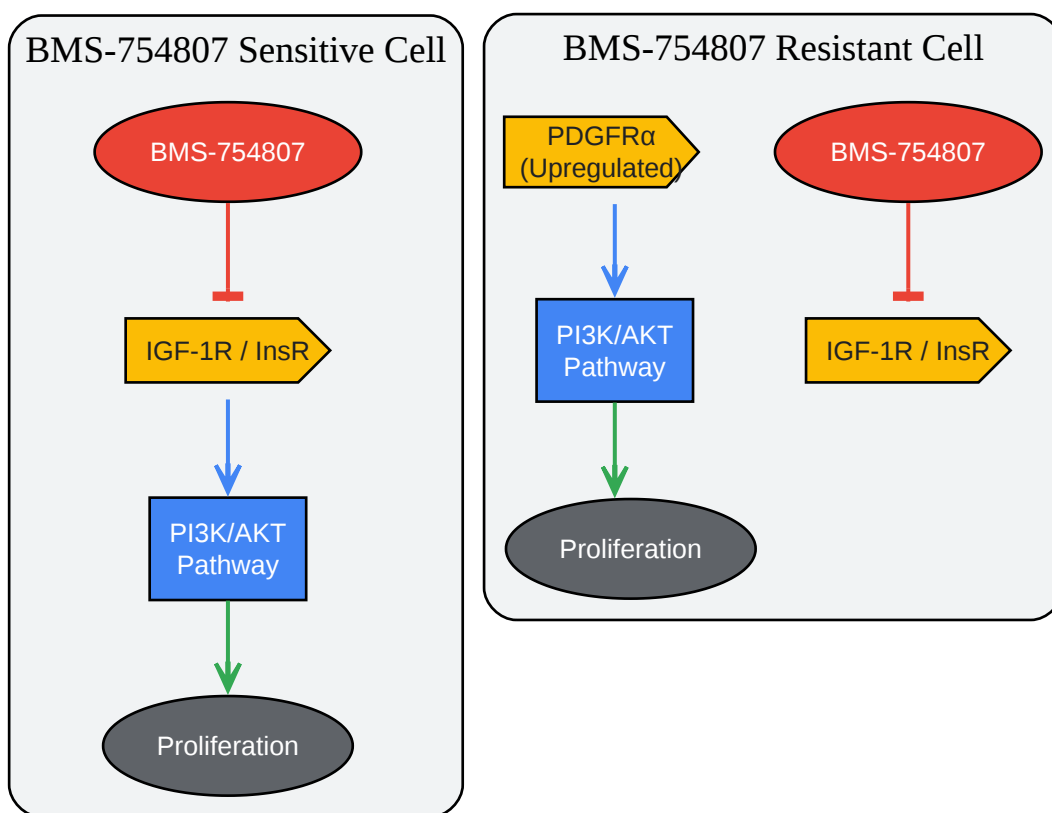 BMS-754807 Sensitive Cell
BMS-754807
IGF-1R / InsR
PI3K/AKT
Pathway
Proliferation
BMS-754807 Resistant Cell
PDGFRα
(Upregulated)
PI3K/AKT
Pathway
Proliferation
BMS-754807
IGF-1R / InsR